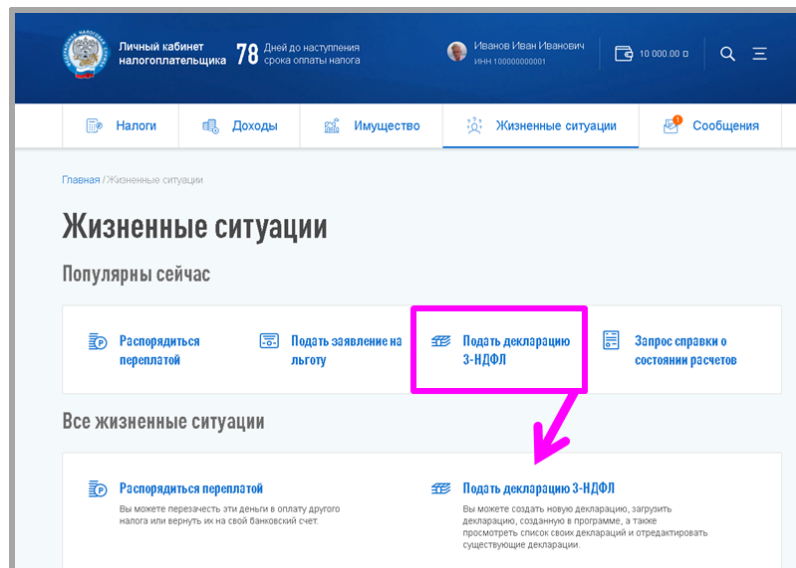 Личный кабинет
налогоплательщика
78 Дней до наступления
срока оплаты налога
Иванов Иван Иванович
ИНН 100000000001
10 000.00
Налоги
Доходы
Имущество
Жизненные ситуации
1
Сообщения
Главная / Жизненные ситуации
Жизненные ситуации
Популярны сейчас
Распорядиться
переплатой
Подать заявление на
льготу
Подать декларацию
3-НДФЛ
Запрос справки о
состоянии расчетов
Все жизненные ситуации
Распорядиться переплатой
Вы можете перезачесть эти деньги в оплату другого
налога или вернуть их на свой банковский счет.
Подать декларацию 3-НДФЛ
Вы можете создать новую декларацию, загрузить
декларацию, созданную в программе, а также
просмотреть список своих деклараций и отредактировать
существующие декларации.